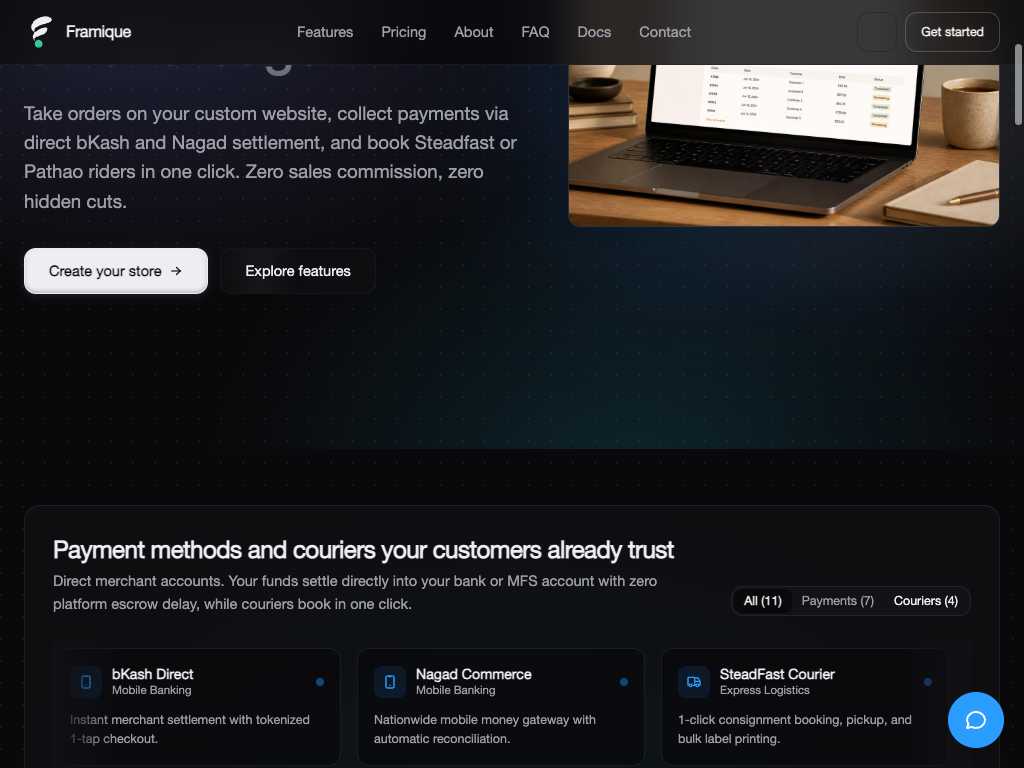 Framique
Features
Pricing
About
FAQ
Docs
Contact
Get started
Take orders on your custom website, collect payments via
direct bKash and Nagad settlement, and book Steadfast or
Pathao riders in one click. Zero sales commission, zero
hidden cuts.
Create your store →
Explore features
Payment methods and couriers your customers already trust
Direct merchant accounts. Your funds settle directly into your bank or MFS account with zero
platform escrow delay, while couriers book in one click.
All (11)
Payments (7)
Couriers (4)
bKash Direct
Mobile Banking
Instant merchant settlement with tokenized
1-tap checkout.
Nagad Commerce
Mobile Banking
Nationwide mobile money gateway with
automatic reconciliation.
SteadFast Courier
Express Logistics
1-click consignment booking, pickup, and
bulk label printing.